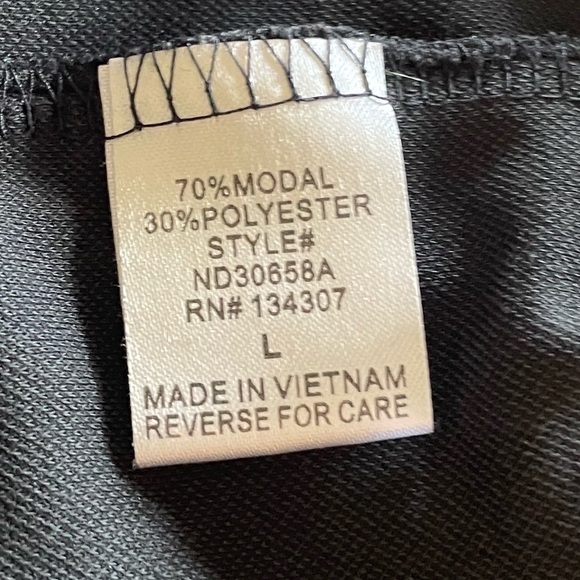 70%MODAL
30%POLYESTER
STYLE#
ND30658A
RN# 134307
L
MADE IN VIETNAM
REVERSE FOR CARE